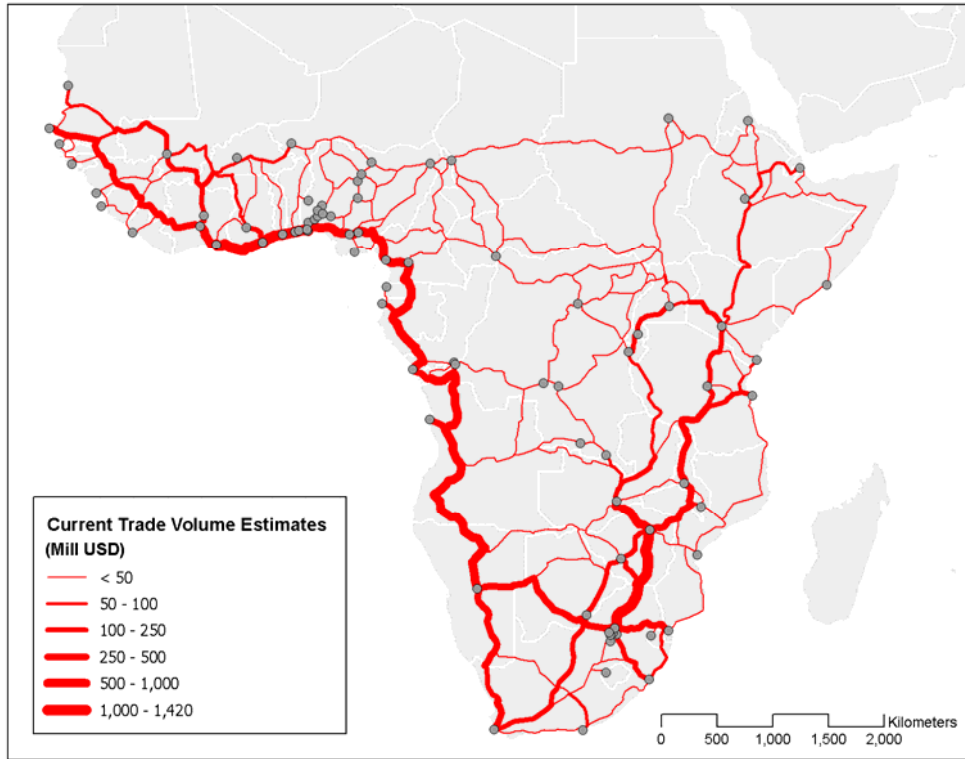 Current Trade Volume Estimates
(Mill USD)
< 50
50 - 100
100 - 250
250 - 500
500 - 1,000
1,000 - 1,420
Kilometers
0 500 1,000 1,500 2,000